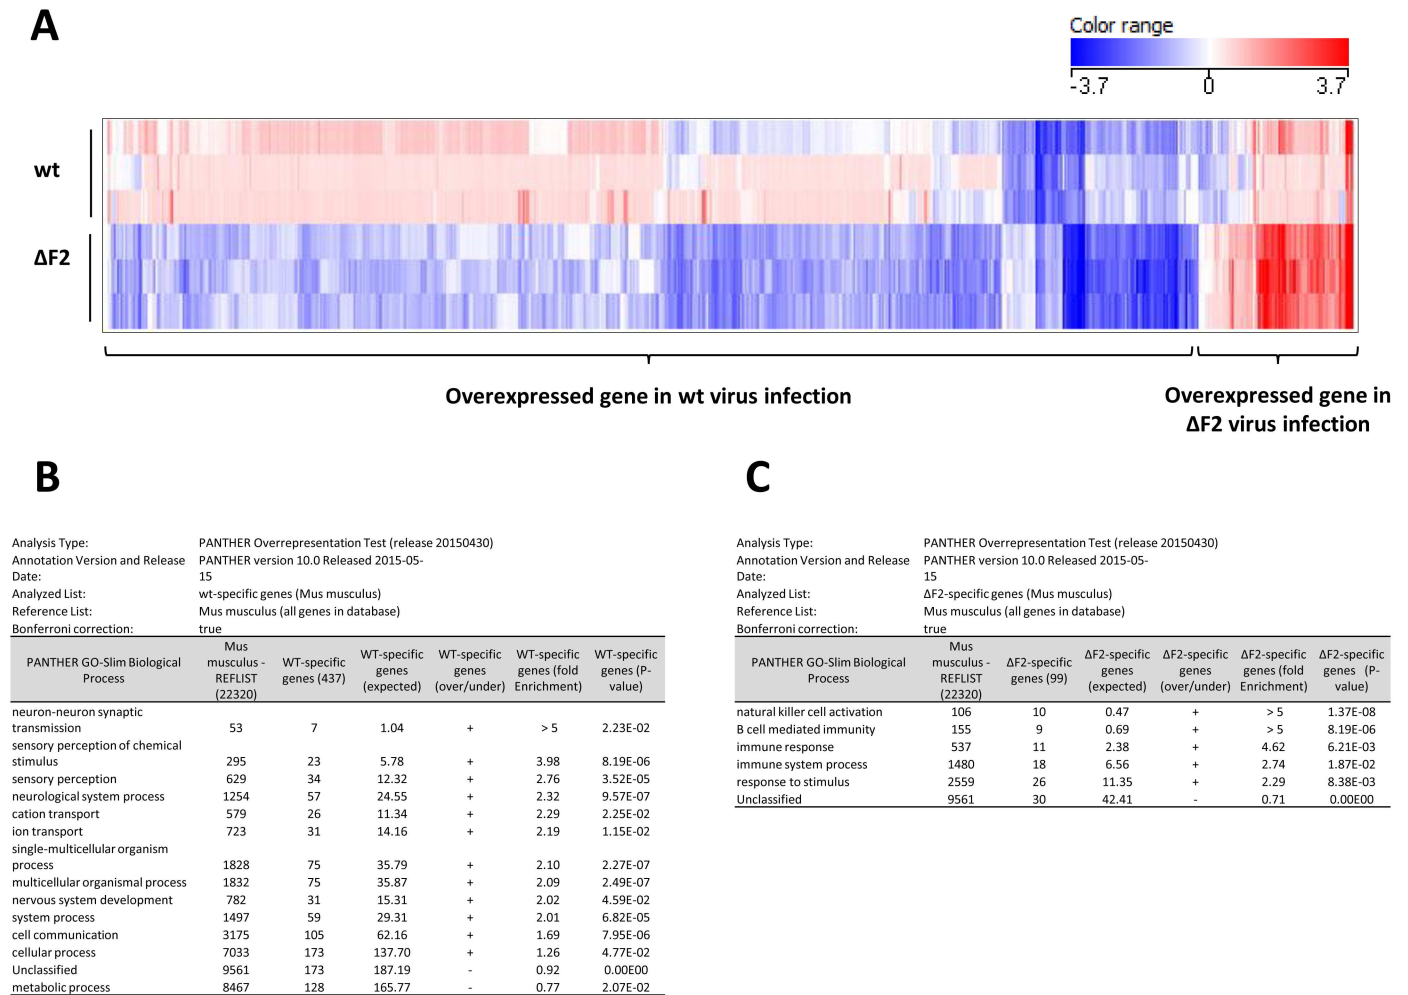 A
Color range
-3.7 0 3.7
wt
ΔF2
Overexpressed gene in wt virus infection
Overexpressed gene in
ΔF2 virus infection
B
Analysis Type: PANTHER Overrepresentation Test (release 20150430)
Annotation Version and Release PANTHER version 10.0 Released 2015-05-
Date: 15
Analyzed List: wt-specific genes (Mus musculus)
Reference List: Mus musculus (all genes in database)
Bonferroni correction: true
PANTHER GO-Slim Biological
Process
Mus
musculus -
REFLIST
(22320)
WT-specific
genes (437)
WT-specific
genes
(expected)
WT-specific
genes
(over/under)
WT-specific
genes (fold
Enrichment)
WT-specific
genes (P-
value)
neuron-neuron synaptic
transmission 53 7 1.04 + > 5 2.23E-02
sensory perception of chemical
stimulus 295 23 5.78 + 3.98 8.19E-06
sensory perception 629 34 12.32 + 2.76 3.52E-05
neurological system process 1254 57 24.55 + 2.32 9.57E-07
cation transport 579 26 11.34 + 2.29 2.25E-02
ion transport 723 31 14.16 + 2.19 1.15E-02
single-multicellular organism
process 1828 75 35.79 + 2.10 2.27E-07
multicellular organismal process 1832 75 35.87 + 2.09 2.49E-07
nervous system development 782 31 15.31 + 2.02 4.59E-02
system process 1497 59 29.31 + 2.01 6.82E-05
cell communication 3175 105 62.16 + 1.69 7.95E-06
cellular process 7033 173 137.70 + 1.26 4.77E-02
Unclassified 9561 173 187.19 - 0.92 0.00E00
metabolic process 8467 128 165.77 - 0.77 2.07E-02
C
Analysis Type: PANTHER Overrepresentation Test (release 20150430)
Annotation Version and Release PANTHER version 10.0 Released 2015-05-
Date: 15
Analyzed List: ΔF2-specific genes (Mus musculus)
Reference List: Mus musculus (all genes in database)
Bonferroni correction: true
PANTHER GO-Slim Biological
Process
Mus
musculus -
REFLIST
(22320)
ΔF2-specific
genes (99)
ΔF2-specific
genes
(expected)
ΔF2-specific
genes
(over/under)
ΔF2-specific
genes (fold
Enrichment)
ΔF2-specific
genes (P-
value)
natural killer cell activation 106 10 0.47 + > 5 1.37E-08
B cell mediated immunity 155 9 0.69 + > 5 8.19E-06
immune response 537 11 2.38 + 4.62 6.21E-03
immune system process 1480 18 6.56 + 2.74 1.87E-02
response to stimulus 2559 26 11.35 + 2.29 8.38E-03
Unclassified 9561 30 42.41 - 0.71 0.00E00